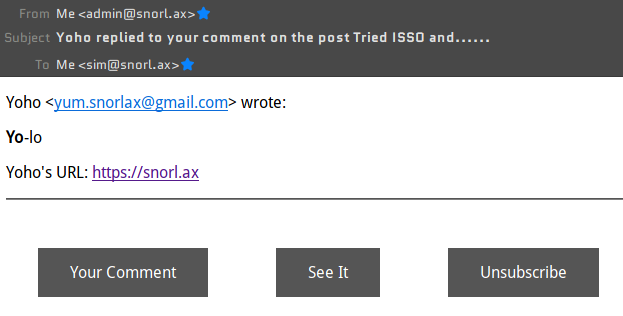 From Me <admin@snorl.ax>
Subject Yoho replied to your comment on the post Tried ISSO and......
To Me <sim@snorl.ax>
Yoho <yum.snorlax@gmail.com> wrote:
Yo-lo
Yoho's URL: https://snorl.ax
Your Comment See It Unsubscribe